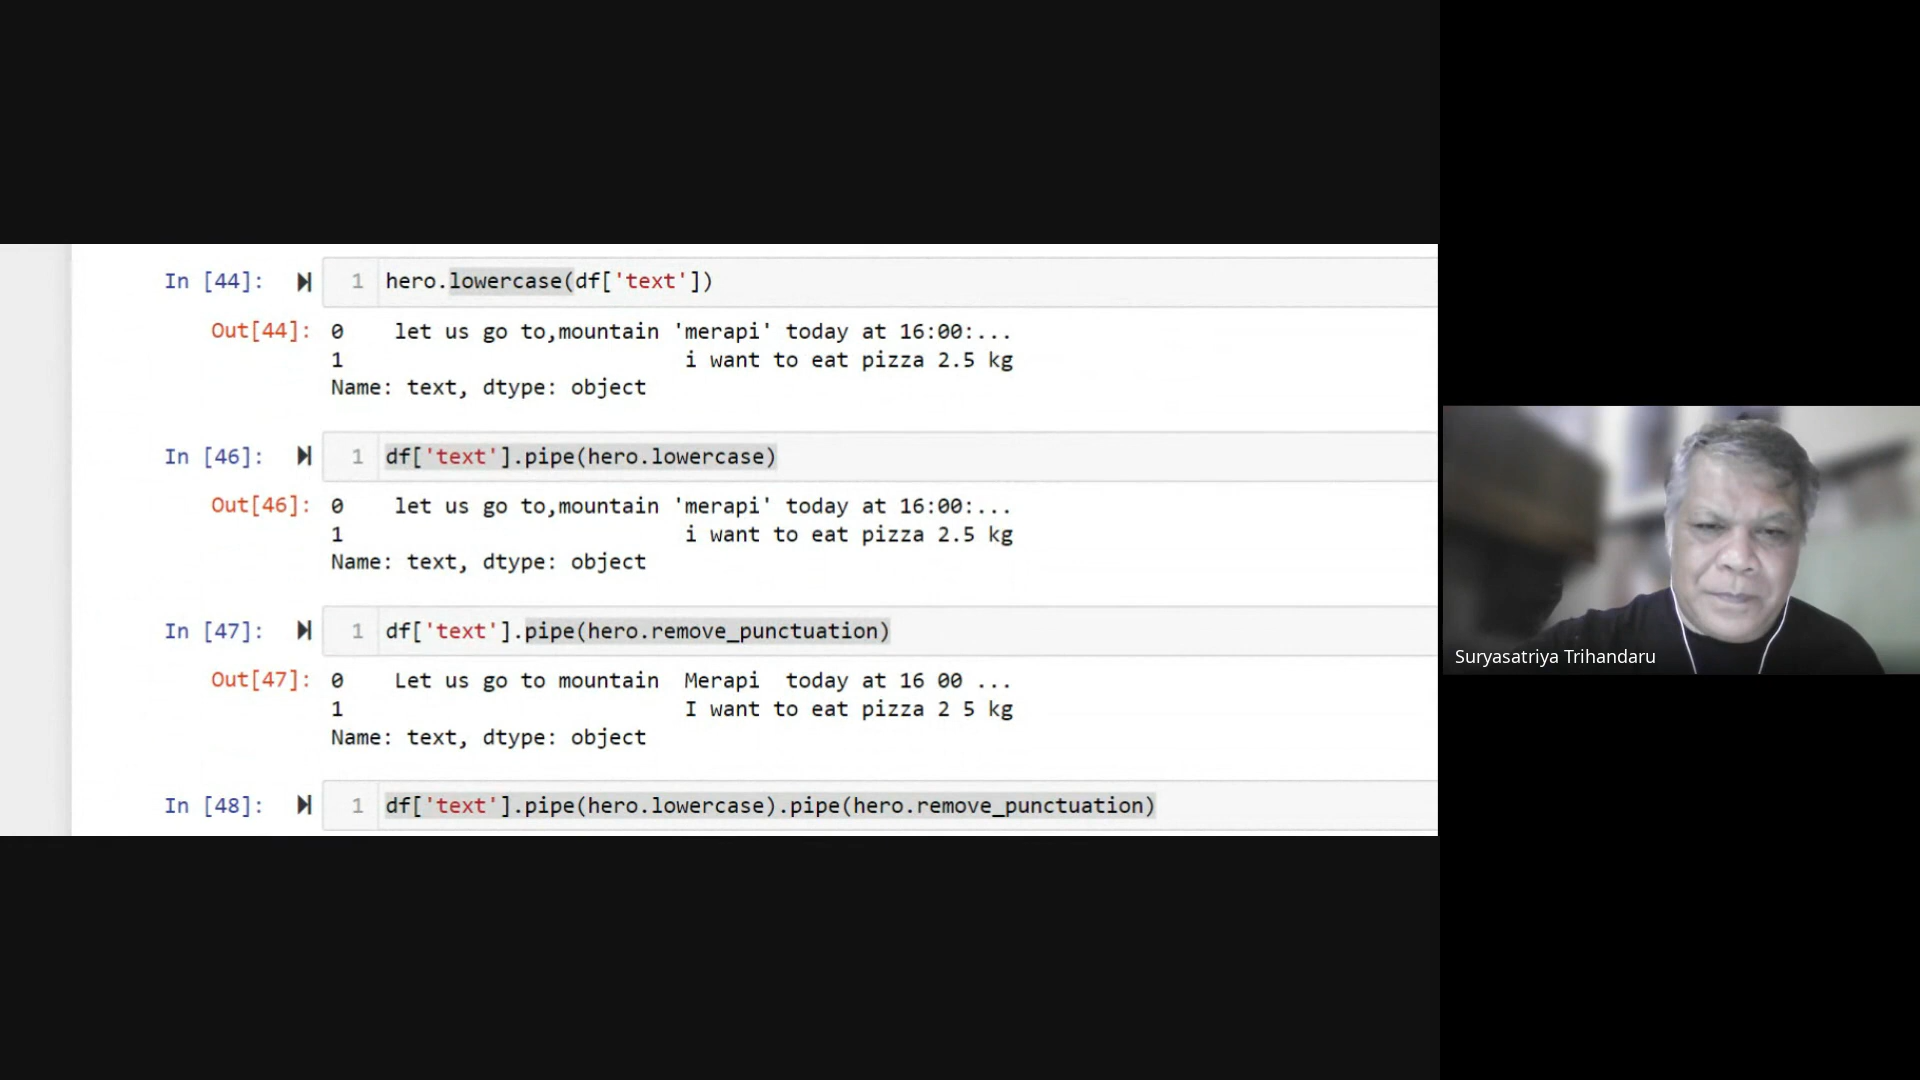 In [44]: 1 hero.lowercase(df['text'])
Out[44]: 0    let us go to,mountain 'merapi' today at 16:00:...
1                           i want to eat pizza 2.5 kg
Name: text, dtype: object
In [46]: 1 df['text'].pipe(hero.lowercase)
Out[46]: 0    let us go to,mountain 'merapi' today at 16:00:...
1                           i want to eat pizza 2.5 kg
Name: text, dtype: object
In [47]: 1 df['text'].pipe(hero.remove_punctuation)
Out[47]: 0    Let us go to mountain  Merapi  today at 16 00 ...
1                           I want to eat pizza 2 5 kg
Name: text, dtype: object
In [48]: 1 df['text'].pipe(hero.lowercase).pipe(hero.remove_punctuation)
Suryasatriya Trihandaru